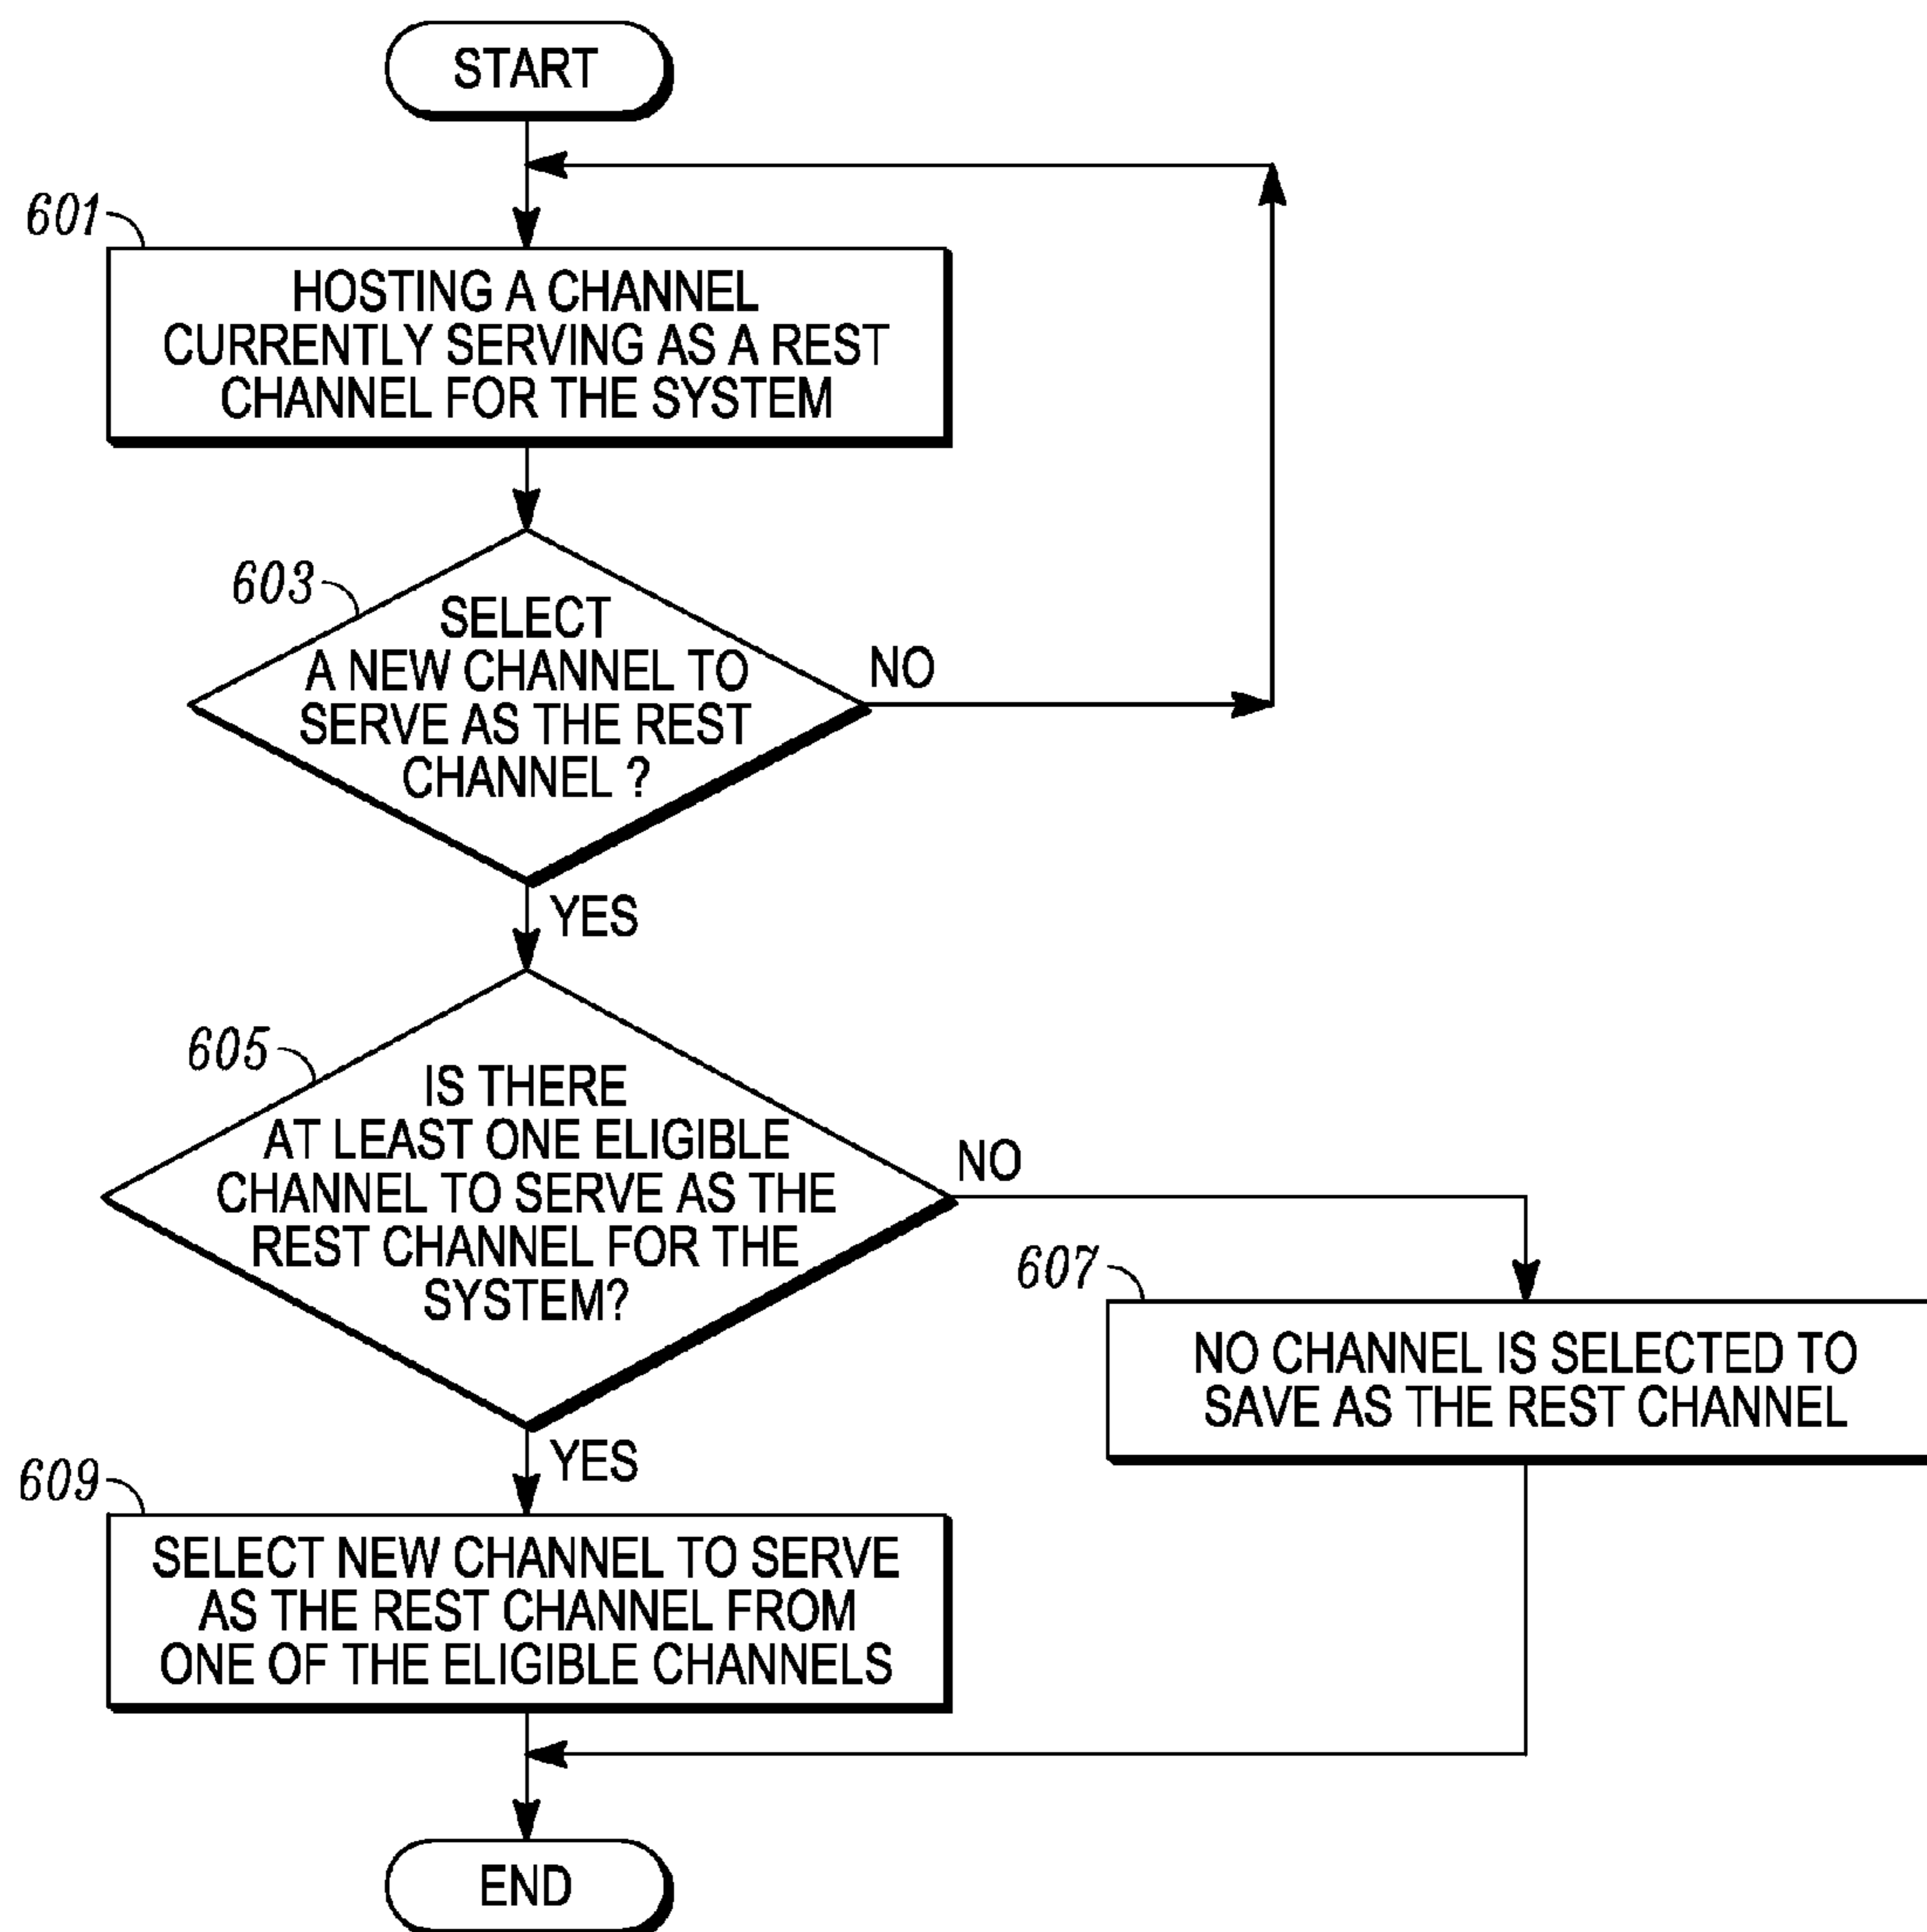 START
601
HOSTING A CHANNEL
CURRENTLY SERVING AS A REST
CHANNEL FOR THE SYSTEM
603
SELECT
A NEW CHANNEL TO
SERVE AS THE REST
CHANNEL ?
NO
YES
605
IS THERE
AT LEAST ONE ELIGIBLE
CHANNEL TO SERVE AS THE
REST CHANNEL FOR THE
SYSTEM?
NO
607
NO CHANNEL IS SELECTED TO
SAVE AS THE REST CHANNEL
YES
609
SELECT NEW CHANNEL TO SERVE
AS THE REST CHANNEL FROM
ONE OF THE ELIGIBLE CHANNELS
END